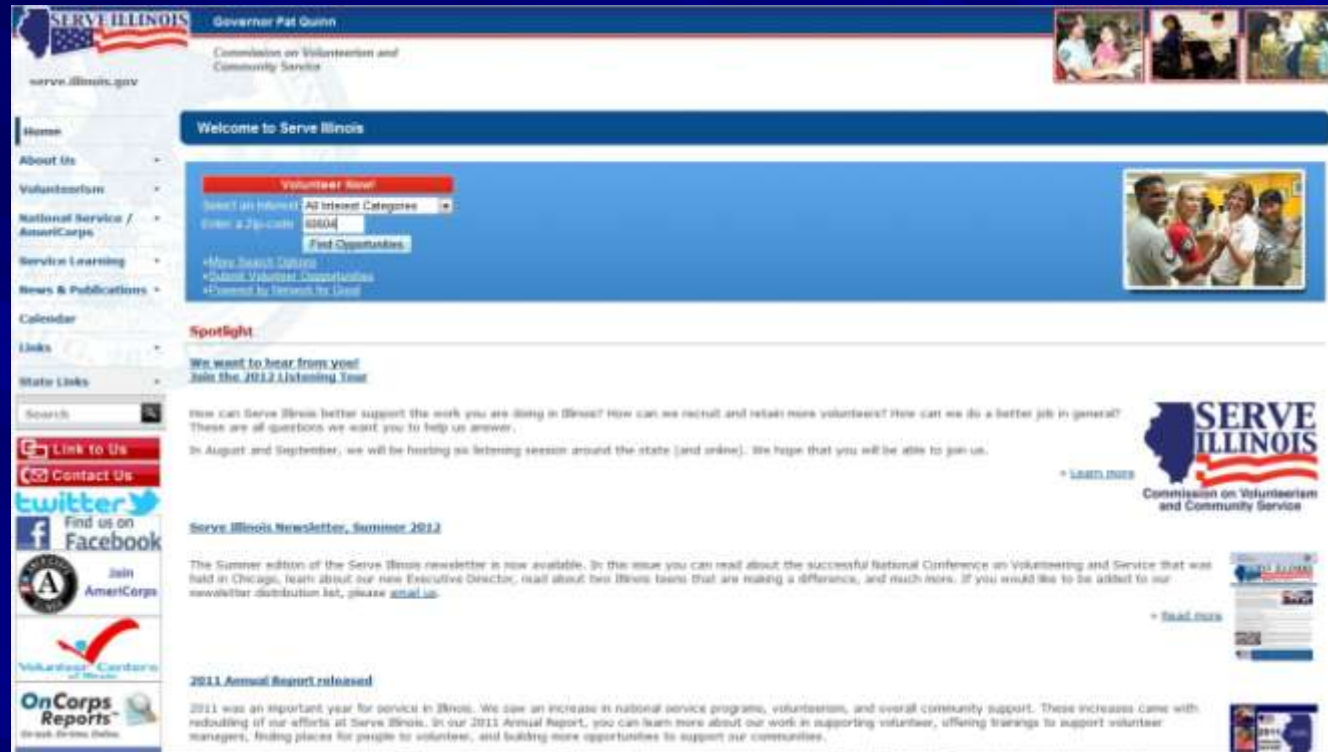 SERVE ILLINOIS
serve.illinois.gov
Governor Pat Quinn
Commission on Volunteerism and
Community Service
Home
About Us
Volunteerism
National Service /
AmeriCorps
Service Learning
News & Publications
Calendar
Links
State Links
Search
Link to Us
Contact Us
twitter
Find us on
Facebook
Join
AmeriCorps
Volunteer Centers
of Illinois
OnCorps
Reports
Welcome to Serve Illinois
Volunteer Now!
Select an Interest All Interest Categories
Enter a Zip-code 60604
Find Opportunities
»More Search Options
»Submit Volunteer Opportunities
»Powered by Network for Good
Spotlight
We want to hear from you!
Join the 2012 Listening Tour
How can Serve Illinois better support the work you are doing in Illinois? How can we recruit and retain more volunteers? How can we do a better job in general?
These are all questions we want you to help us answer.
In August and September, we will be hosting six listening session around the state (and online). We hope that you will be able to join us.
» Learn more
SERVE
ILLINOIS
Commission on Volunteerism
and Community Service
Serve Illinois Newsletter, Summer 2012
The Summer edition of the Serve Illinois newsletter is now available. In this issue you can read about the successful National Conference on Volunteering and Service that was
held in Chicago, learn about our new Executive Director, read about two Illinois teens that are making a difference, and much more. If you would like to be added to our
newsletter distribution list, please email us.
» Read more
2011 Annual Report released
2011 was an important year for service in Illinois. We saw an increase in national service programs, volunteerism, and overall community support. These increases came with
redoubling of our efforts at Serve Illinois. In our 2011 Annual Report, you can learn more about our work in supporting volunteer, offering trainings to support volunteer
managers, finding places for people to volunteer, and building more opportunities to support our communities.